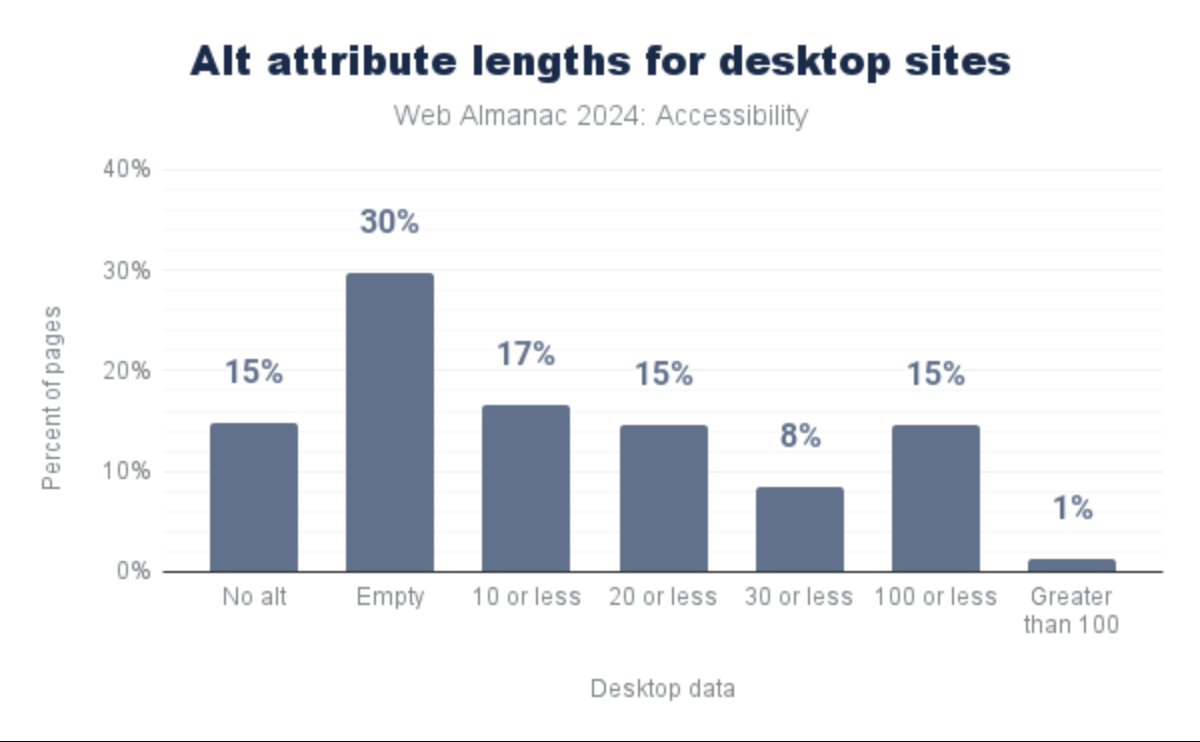 Alt attribute lengths for desktop sites
Web Almanac 2024: Accessibility
Percent of pages
40%
30%
20%
10%
0%
15%
30%
17%
15%
8%
15%
1%
No alt
Empty
10 or less
20 or less
30 or less
100 or less
Greater
than 100
Desktop data